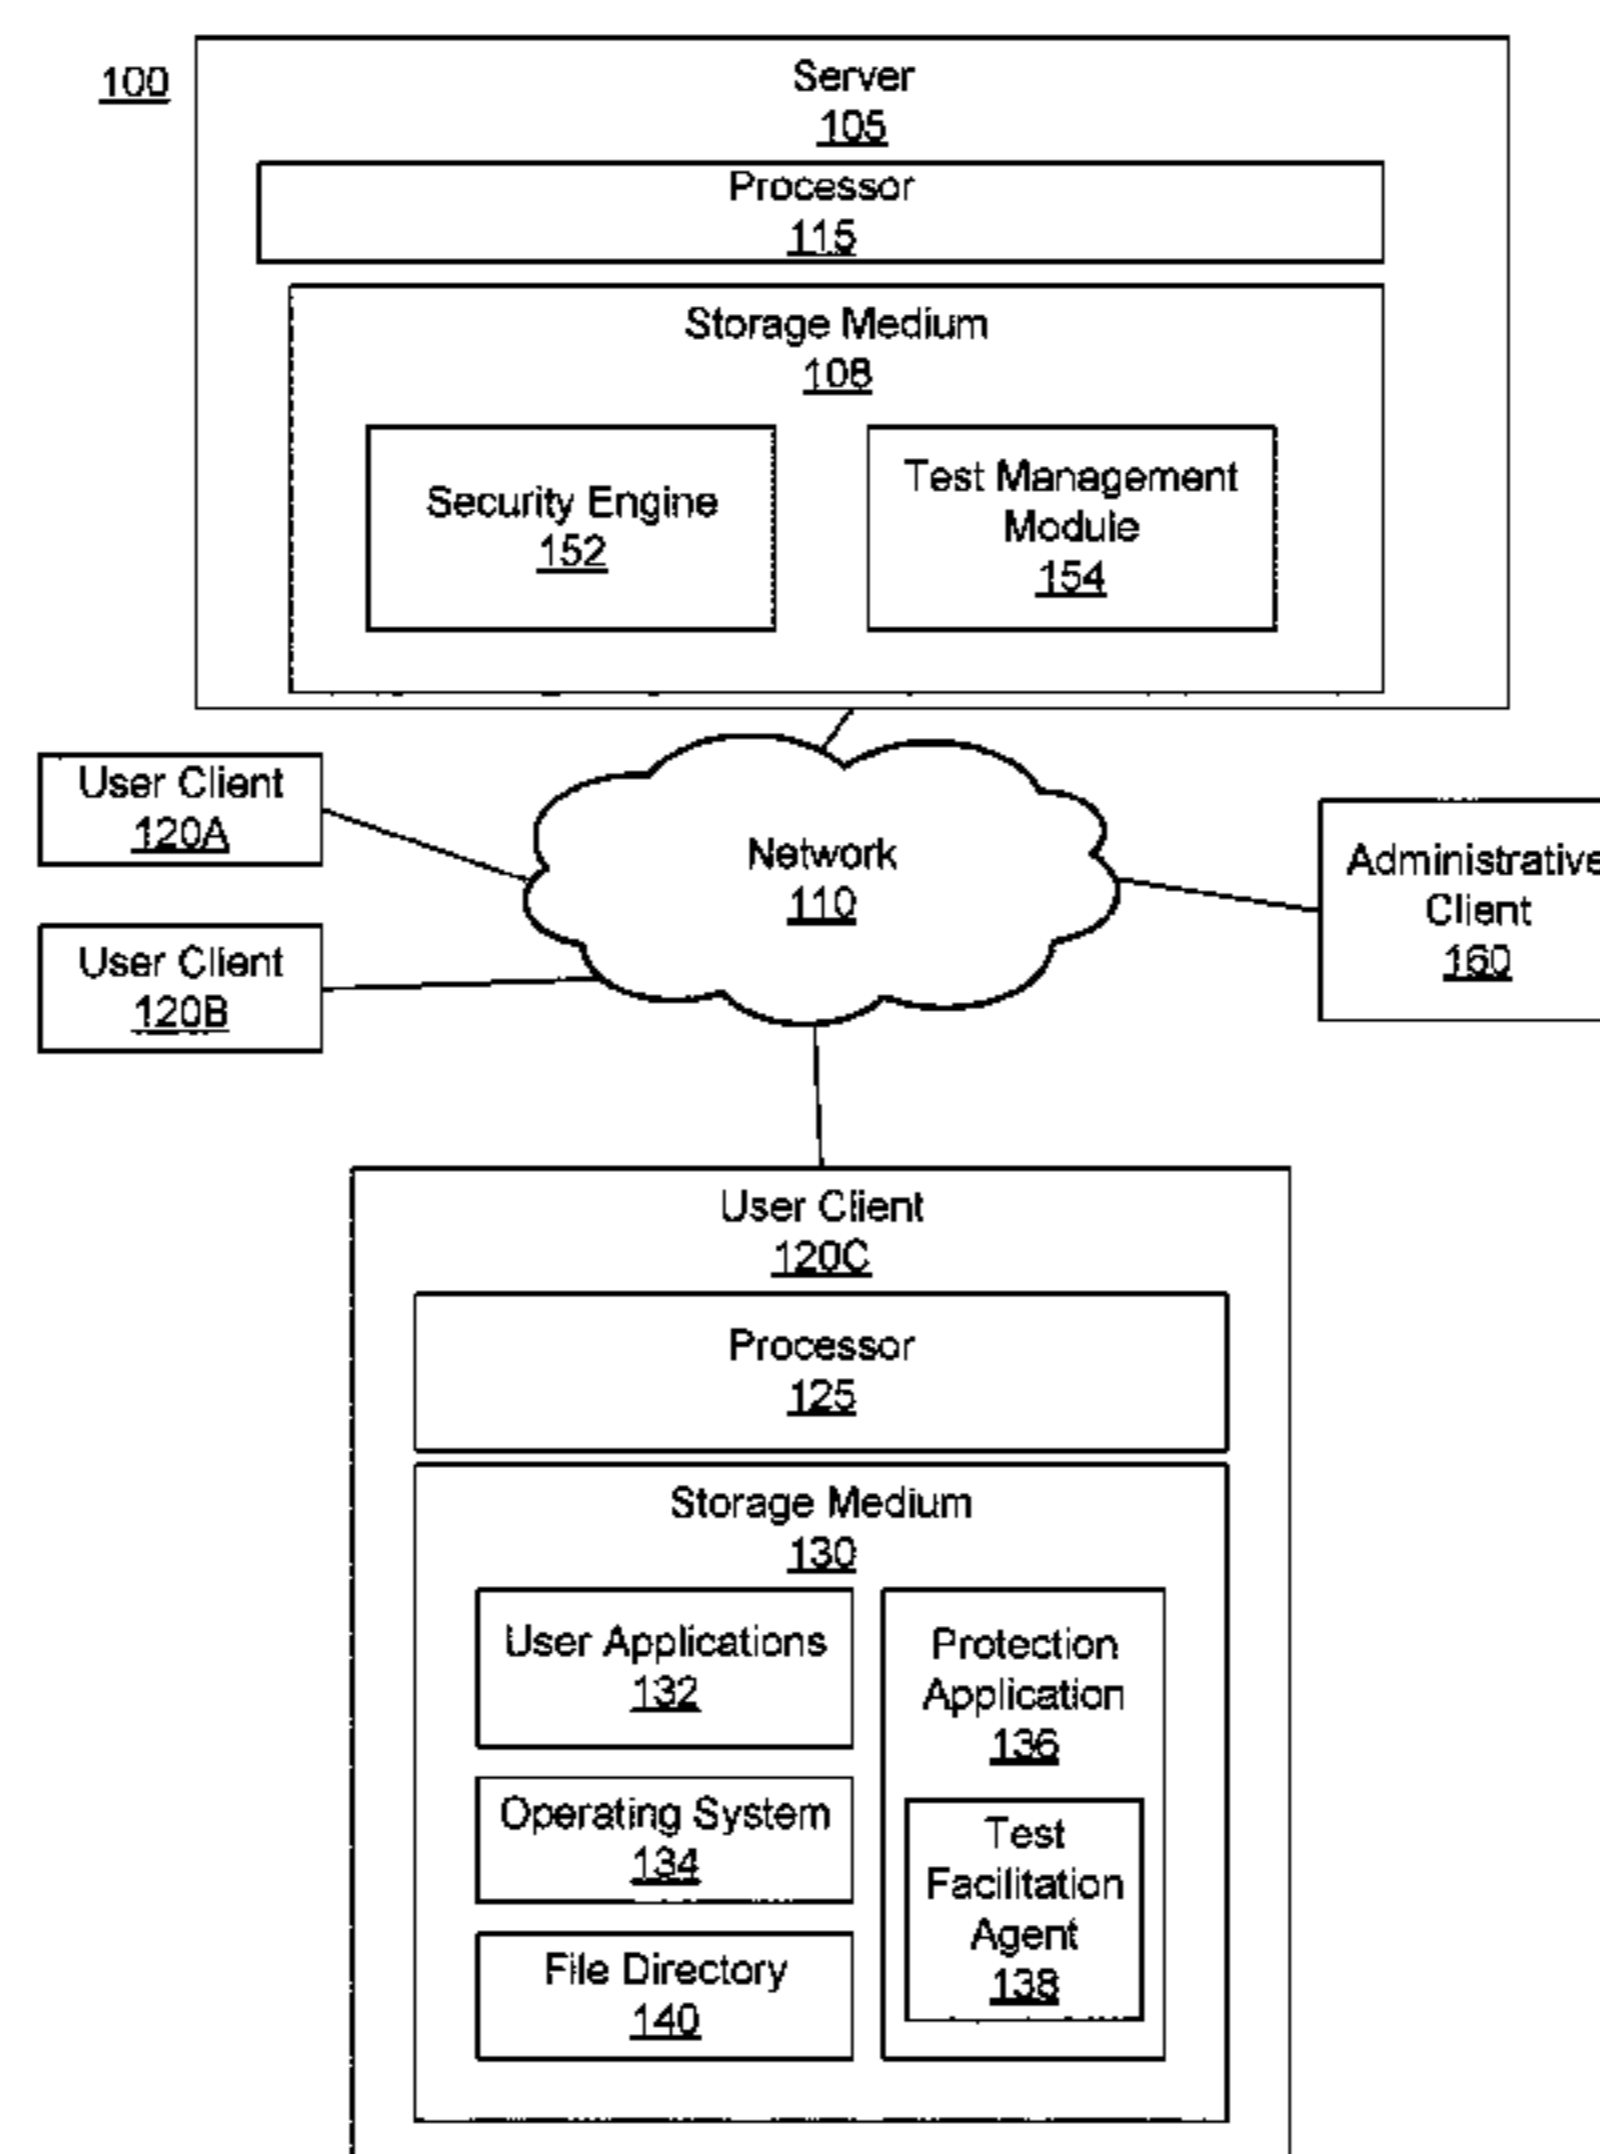 100
Server
105
Processor
115
Storage Medium
108
Security Engine
152
Test Management
Module
154
User Client
120A
User Client
120B
Network
110
Administrative
Client
160
User Client
120C
Processor
125
Storage Medium
130
User Applications
132
Operating System
134
File Directory
140
Protection
Application
136
Test
Facilitation
Agent
138